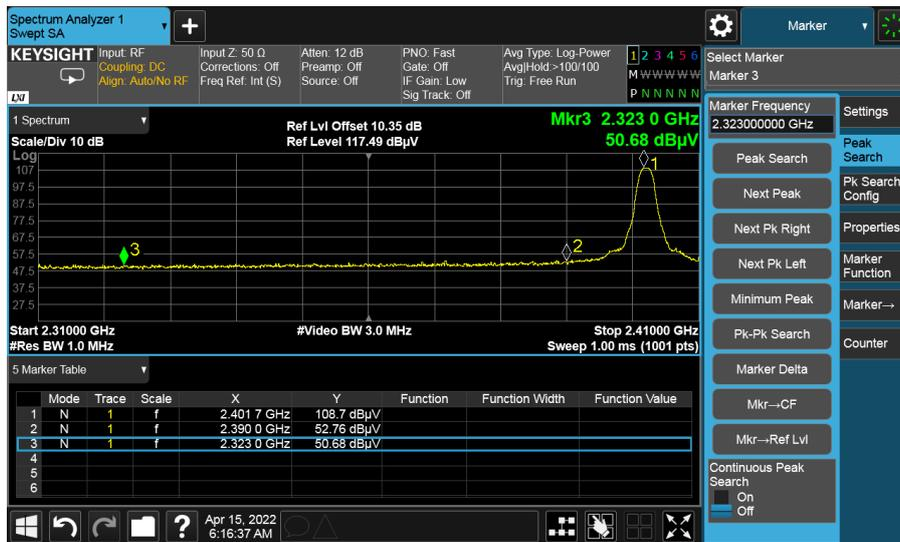 Spectrum Analyzer 1
Swept SA
+
Marker
KEYSIGHT
LXI
Input: RF
Coupling: DC
Align: Auto/No RF
Input Z: 50 Ω
Corrections: Off
Freq Ref: Int (S)
Atten: 12 dB
Preamp: Off
Source: Off
PNO: Fast
Gate: Off
IF Gain: Low
Sig Track: Off
Avg Type: Log-Power
Avg|Hold:>100/100
Trig: Free Run
1 2 3 4 5 6
M W W W W W
P N N N N N
Select Marker
Marker 3
1 Spectrum
Scale/Div 10 dB
Ref Lvl Offset 10.35 dB
Ref Level 117.49 dBµV
Mkr3 2.323 0 GHz
50.68 dBµV
Log
107
97.5
87.5
77.5
67.5
57.5
47.5
37.5
27.5
1
2
3
Start 2.31000 GHz
#Res BW 1.0 MHz
#Video BW 3.0 MHz
Stop 2.41000 GHz
Sweep 1.00 ms (1001 pts)
5 Marker Table
Mode Trace Scale X Y Function Function Width Function Value
1 N 1 f 2.401 7 GHz 108.7 dBµV
2 N 1 f 2.390 0 GHz 52.76 dBµV
3 N 1 f 2.323 0 GHz 50.68 dBµV
4
5
6
Marker Frequency
2.323000000 GHz
Peak Search
Next Peak
Next Pk Right
Next Pk Left
Minimum Peak
Pk-Pk Search
Marker Delta
Mkr→CF
Mkr→Ref Lvl
Continuous Peak
Search
On
Off
Settings
Peak
Search
Pk Search
Config
Properties
Marker
Function
Marker→
Counter
?
Apr 15, 2022
6:16:37 AM